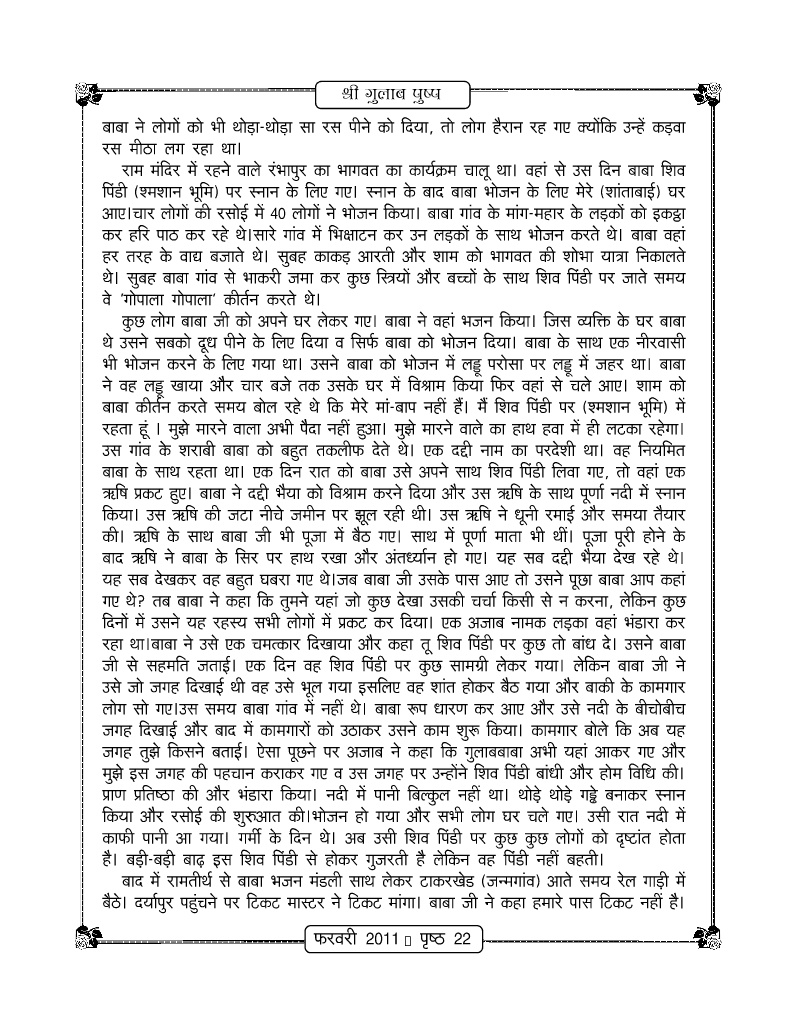 श्री गुलाब पुष्प
बाबा ने लोगों को भी थोड़ा-थोड़ा सा रस पीने को दिया, तो लोग हैरान रह गए क्योंकि उन्हें कड़वा
रस मीठा लग रहा था।
राम मंदिर में रहने वाले रंभापुर का भागवत का कार्यक्रम चालू था। वहां से उस दिन बाबा शिव
पिंडी (श्मशान भूमि) पर स्नान के लिए गए। स्नान के बाद बाबा भोजन के लिए मेरे (शांताबाई) घर
आए।चार लोगों की रसोई में 40 लोगों ने भोजन किया। बाबा गांव के मांग-महार के लड़कों को इकट्ठा
कर हरि पाठ कर रहे थे।सारे गांव में भिक्षाटन कर उन लड़कों के साथ भोजन करते थे। बाबा वहां
हर तरह के वाद्य बजाते थे। सुबह काकड़ आरती और शाम को भागवत की शोभा यात्रा निकालते
थे। सुबह बाबा गांव से भाकरी जमा कर कुछ स्त्रियों और बच्चों के साथ शिव पिंडी पर जाते समय
वे ‘गोपाला गोपाला’ कीर्तन करते थे।
कुछ लोग बाबा जी को अपने घर लेकर गए। बाबा ने वहां भजन किया। जिस व्यक्ति के घर बाबा
थे उसने सबको दूध पीने के लिए दिया व सिर्फ बाबा को भोजन दिया। बाबा के साथ एक नीरवासी
भी भोजन करने के लिए गया था। उसने बाबा को भोजन में लड्डू परोसा पर लड्डू में जहर था। बाबा
ने वह लड्डू खाया और चार बजे तक उसके घर में विश्राम किया फिर वहां से चले आए। शाम को
बाबा कीर्तन करते समय बोल रहे थे कि मेरे मां-बाप नहीं हैं। मैं शिव पिंडी पर (श्मशान भूमि) में
रहता हूं । मुझे मारने वाला अभी पैदा नहीं हुआ। मुझे मारने वाले का हाथ हवा में ही लटका रहेगा।
उस गांव के शराबी बाबा को बहुत तकलीफ देते थे। एक दद्दी नाम का परदेशी था। वह नियमित
बाबा के साथ रहता था। एक दिन रात को बाबा उसे अपने साथ शिव पिंडी लिवा गए, तो वहां एक
ऋषि प्रकट हुए। बाबा ने दद्दी भैया को विश्राम करने दिया और उस ऋषि के साथ पूर्णा नदी में स्नान
किया। उस ऋषि की जटा नीचे जमीन पर झूल रही थी। उस ऋषि ने धूनी रमाई और समया तैयार
की। ऋषि के साथ बाबा जी भी पूजा में बैठ गए। साथ में पूर्णा माता भी थीं। पूजा पूरी होने के
बाद ऋषि ने बाबा के सिर पर हाथ रखा और अंतर्ध्यान हो गए। यह सब दद्दी भैया देख रहे थे।
यह सब देखकर वह बहुत घबरा गए थे।जब बाबा जी उसके पास आए तो उसने पूछा बाबा आप कहां
गए थे? तब बाबा ने कहा कि तुमने यहां जो कुछ देखा उसकी चर्चा किसी से न करना, लेकिन कुछ
दिनों में उसने यह रहस्य सभी लोगों में प्रकट कर दिया। एक अजाब नामक लड़का वहां भंडारा कर
रहा था।बाबा ने उसे एक चमत्कार दिखाया और कहा तू शिव पिंडी पर कुछ तो बांध दे। उसने बाबा
जी से सहमति जताई। एक दिन वह शिव पिंडी पर कुछ सामग्री लेकर गया। लेकिन बाबा जी ने
उसे जो जगह दिखाई थी वह उसे भूल गया इसलिए वह शांत होकर बैठ गया और बाकी के कामगार
लोग सो गए।उस समय बाबा गांव में नहीं थे। बाबा रूप धारण कर आए और उसे नदी के बीचोबीच
जगह दिखाई और बाद में कामगारों को उठाकर उसने काम शुरू किया। कामगार बोले कि अब यह
जगह तुझे किसने बताई। ऐसा पूछने पर अजाब ने कहा कि गुलाबबाबा अभी यहां आकर गए और
मुझे इस जगह की पहचान कराकर गए व उस जगह पर उन्होंने शिव पिंडी बांधी और होम विधि की।
प्राण प्रतिष्ठा की और भंडारा किया। नदी में पानी बिल्कुल नहीं था। थोड़े थोड़े गड्ढे बनाकर स्नान
किया और रसोई की शुरुआत की।भोजन हो गया और सभी लोग घर चले गए। उसी रात नदी में
काफी पानी आ गया। गर्मी के दिन थे। अब उसी शिव पिंडी पर कुछ कुछ लोगों को दृष्टांत होता
है। बड़ी-बड़ी बाढ़ इस शिव पिंडी से होकर गुजरती है लेकिन वह पिंडी नहीं बहती।
बाद में रामतीर्थ से बाबा भजन मंडली साथ लेकर टाकरखेड (जन्मगांव) आते समय रेल गाड़ी में
बैठे। दर्यापुर पहुंचने पर टिकट मास्टर ने टिकट मांगा। बाबा जी ने कहा हमारे पास टिकट नहीं है।
फरवरी 2011 ▯ पृष्ठ 22